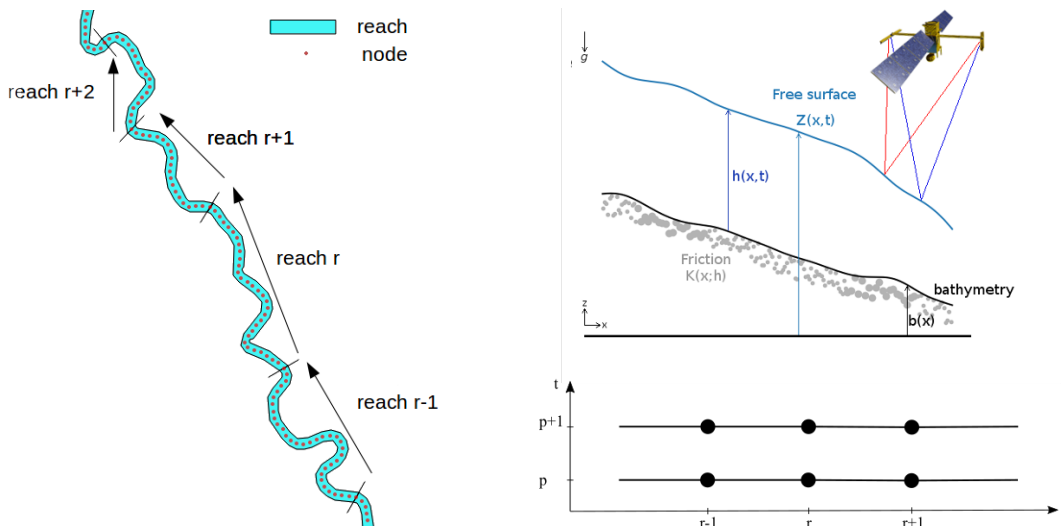 reach
node
reach r+2
reach r+1
reach r
reach r-1
g
Free surface
Z(x,t)
h(x,t)
Friction
K(x;h)
bathymetry
b(x)
z
x
t
p+1
p
r-1
r
r+1